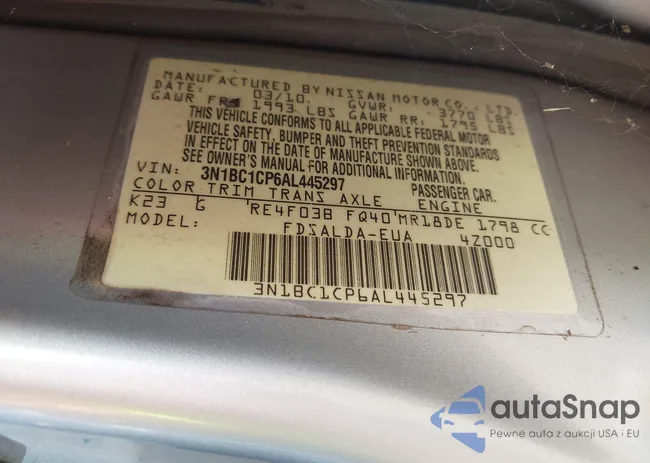 MANUFACTURED BY NISSAN MOTOR CO., LTD.
DATE: 03/10 GVWR: 3770 LBS
GAWR FR: 1993 LBS GAWR RR: 1795 LBS
THIS VEHICLE CONFORMS TO ALL APPLICABLE FEDERAL MOTOR
VEHICLE SAFETY, BUMPER AND THEFT PREVENTION STANDARDS
IN EFFECT ON THE DATE OF MANUFACTURE SHOWN ABOVE.
SEE OWNER'S MANUAL FOR ADDITIONAL INFORMATION.
VIN: 3N1BC1CP6AL445297 PASSENGER CAR.
COLOR TRIM TRANS AXLE ENGINE
K23 G RE4F03B FQ40 MR18DE 1798 CC
MODEL: FDSALDA-EUA 4Z000
3N1BC1CP6AL445297
autaSnap
Pewne auta z aukcji USA i EU